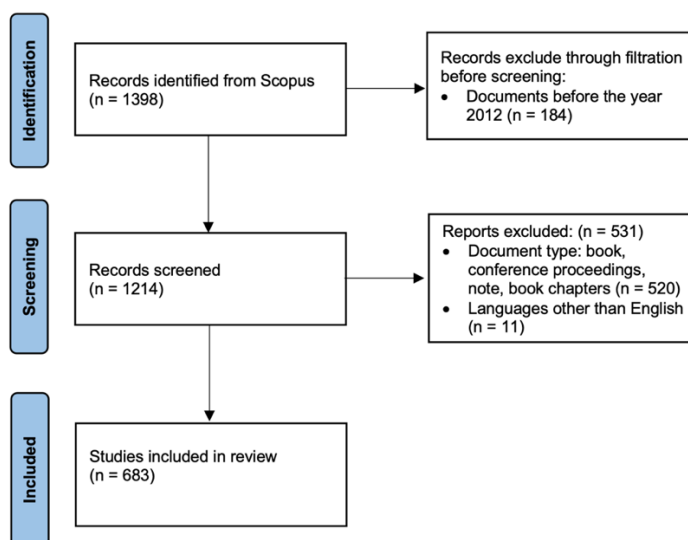 Identification
Records identified from Scopus
(n = 1398)
Records exclude through filtration
before screening:
• Documents before the year
2012 (n = 184)
Screening
Records screened
(n = 1214)
Reports excluded: (n = 531)
• Document type: book,
conference proceedings,
note, book chapters (n = 520)
• Languages other than English
(n = 11)
Included
Studies included in review
(n = 683)